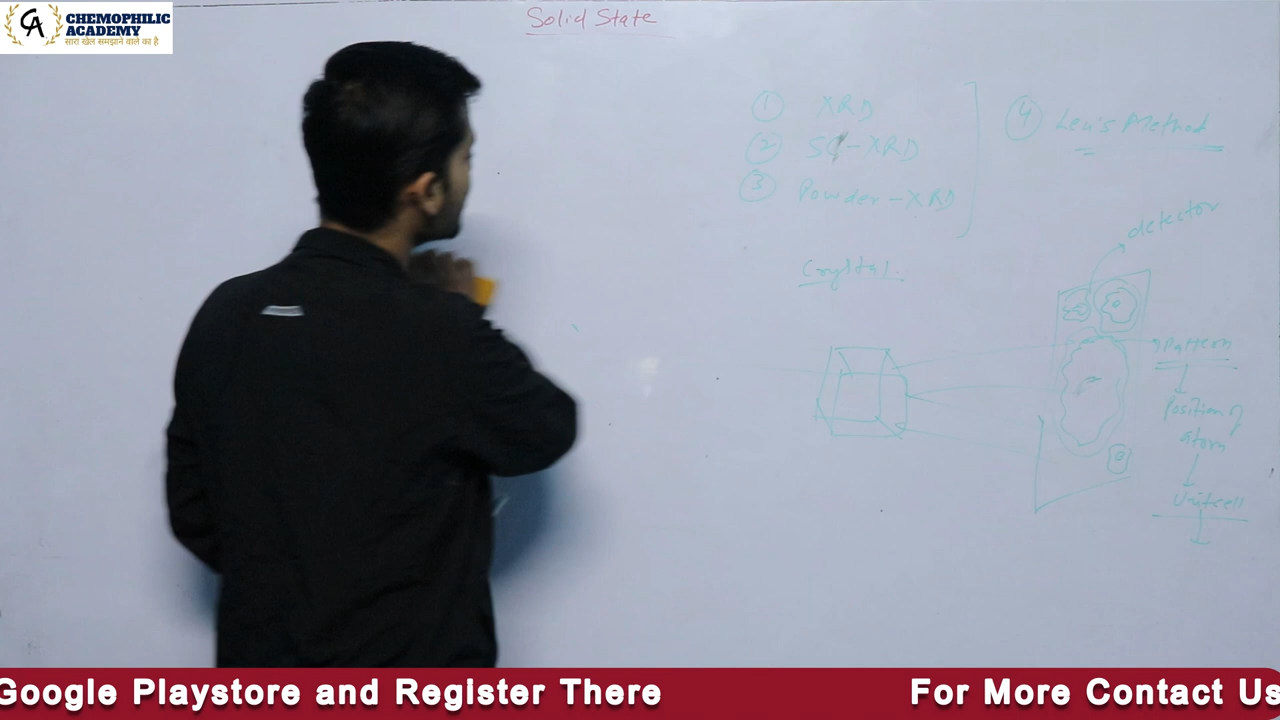 CA CHEMOPHILIC
ACADEMY
सारा खेल समझाने वाले का है
Solid State
① XRD
② SC-XRD
③ Powder-XRD
④ Leu's Method
detector
Crystal
Pattern
Position of
atom
Unitcell
Google Playstore and Register There For More Contact Us